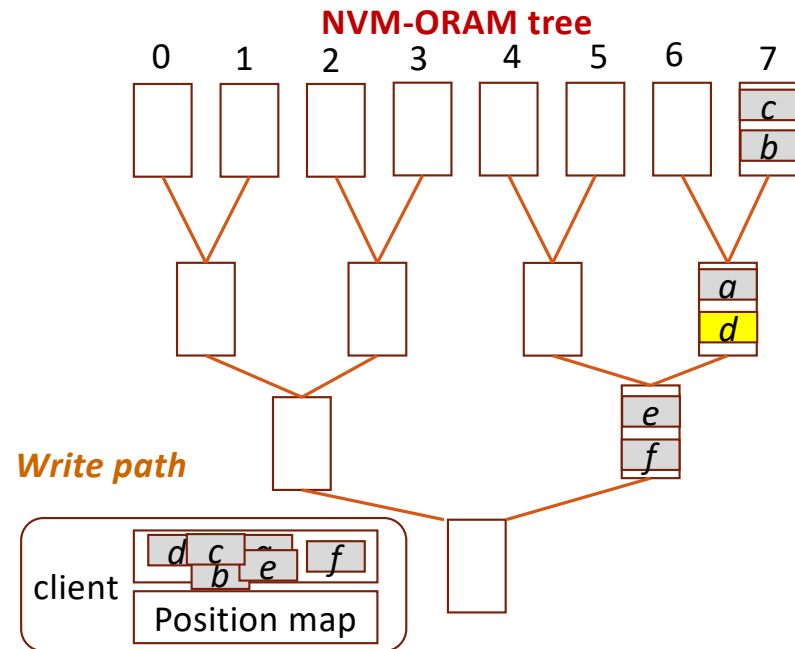 NVM-ORAM tree
0 1 2 3 4 5 6 7
c
b
a
d
e
f
Write path
client
d c f
b e
Position map